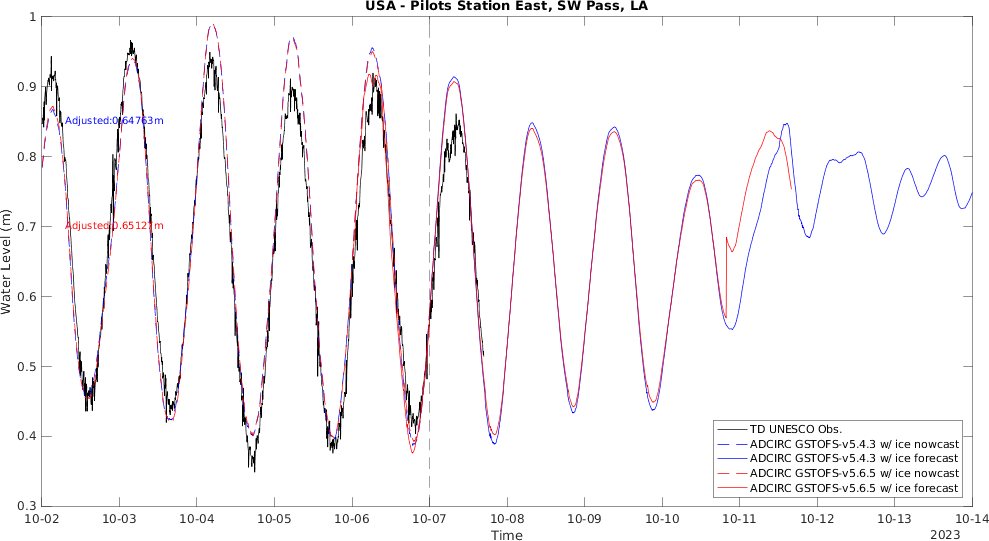 USA - Pilots Station East, SW Pass, LA
1
0.9
0.8
0.7
0.6
0.5
0.4
0.3
Water Level (m)
Adjusted:0.64763m
Adjusted:0.65127m
TD UNESCO Obs.
ADCIRC GSTOFS-v5.4.3 w/ ice nowcast
ADCIRC GSTOFS-v5.4.3 w/ ice forecast
ADCIRC GSTOFS-v5.6.5 w/ ice nowcast
ADCIRC GSTOFS-v5.6.5 w/ ice forecast
10-02 10-03 10-04 10-05 10-06 10-07 10-08 10-09 10-10 10-11 10-12 10-13 10-14
Time
2023